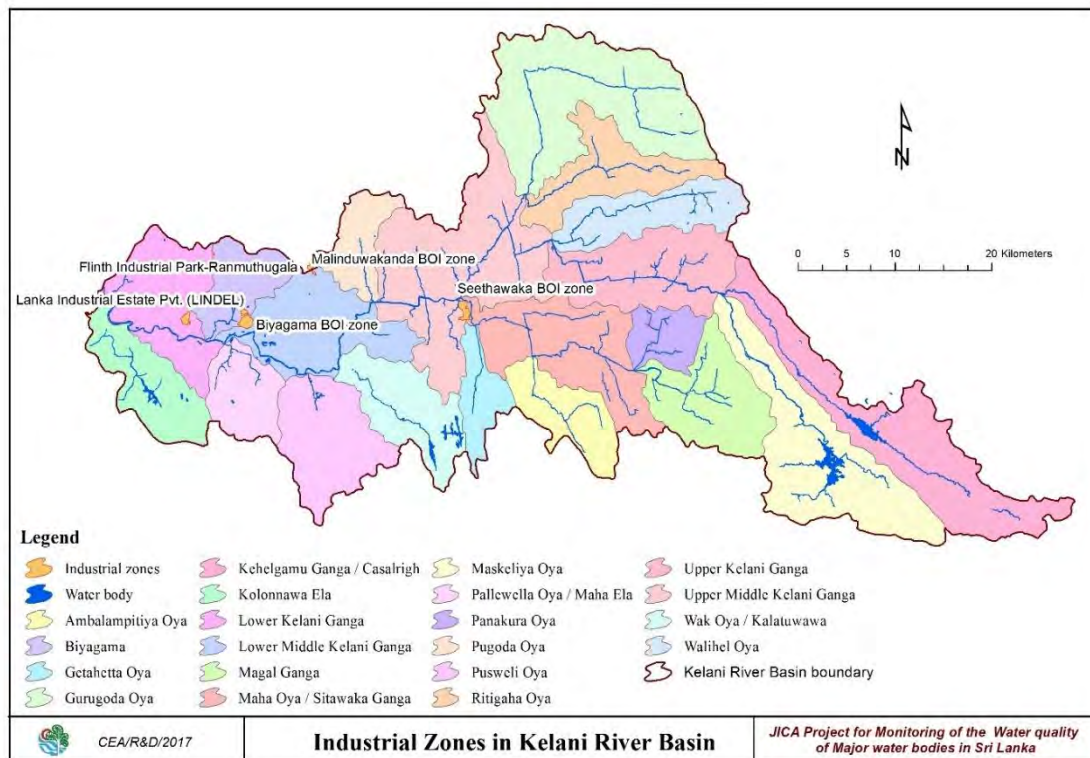 N
Malinduwakanda BOI zone
Flinth Industrial Park-Ranmuthugala
Seethawaka BOI zone
Lanka Industrial Estate Pvt. (LINDEL)
Biyagama BOI zone
0 5 10 20 Kilometers
Legend
Industrial zones
Water body
Ambalampitiya Oya
Biyagama
Getahetta Oya
Gurugoda Oya
Kehelgamu Ganga / Casalrigh
Kolonnawa Ela
Lower Kelani Ganga
Lower Middle Kelani Ganga
Magal Ganga
Maha Oya / Sitawaka Ganga
Maskeliya Oya
Pallewella Oya / Maha Ela
Panakura Oya
Pugoda Oya
Pusweli Oya
Ritigaha Oya
Upper Kelani Ganga
Upper Middle Kelani Ganga
Wak Oya / Kalatuwawa
Walihel Oya
Kelani River Basin boundary
CEA/R&D/2017
Industrial Zones in Kelani River Basin
JICA Project for Monitoring of the Water quality
of Major water bodies in Sri Lanka